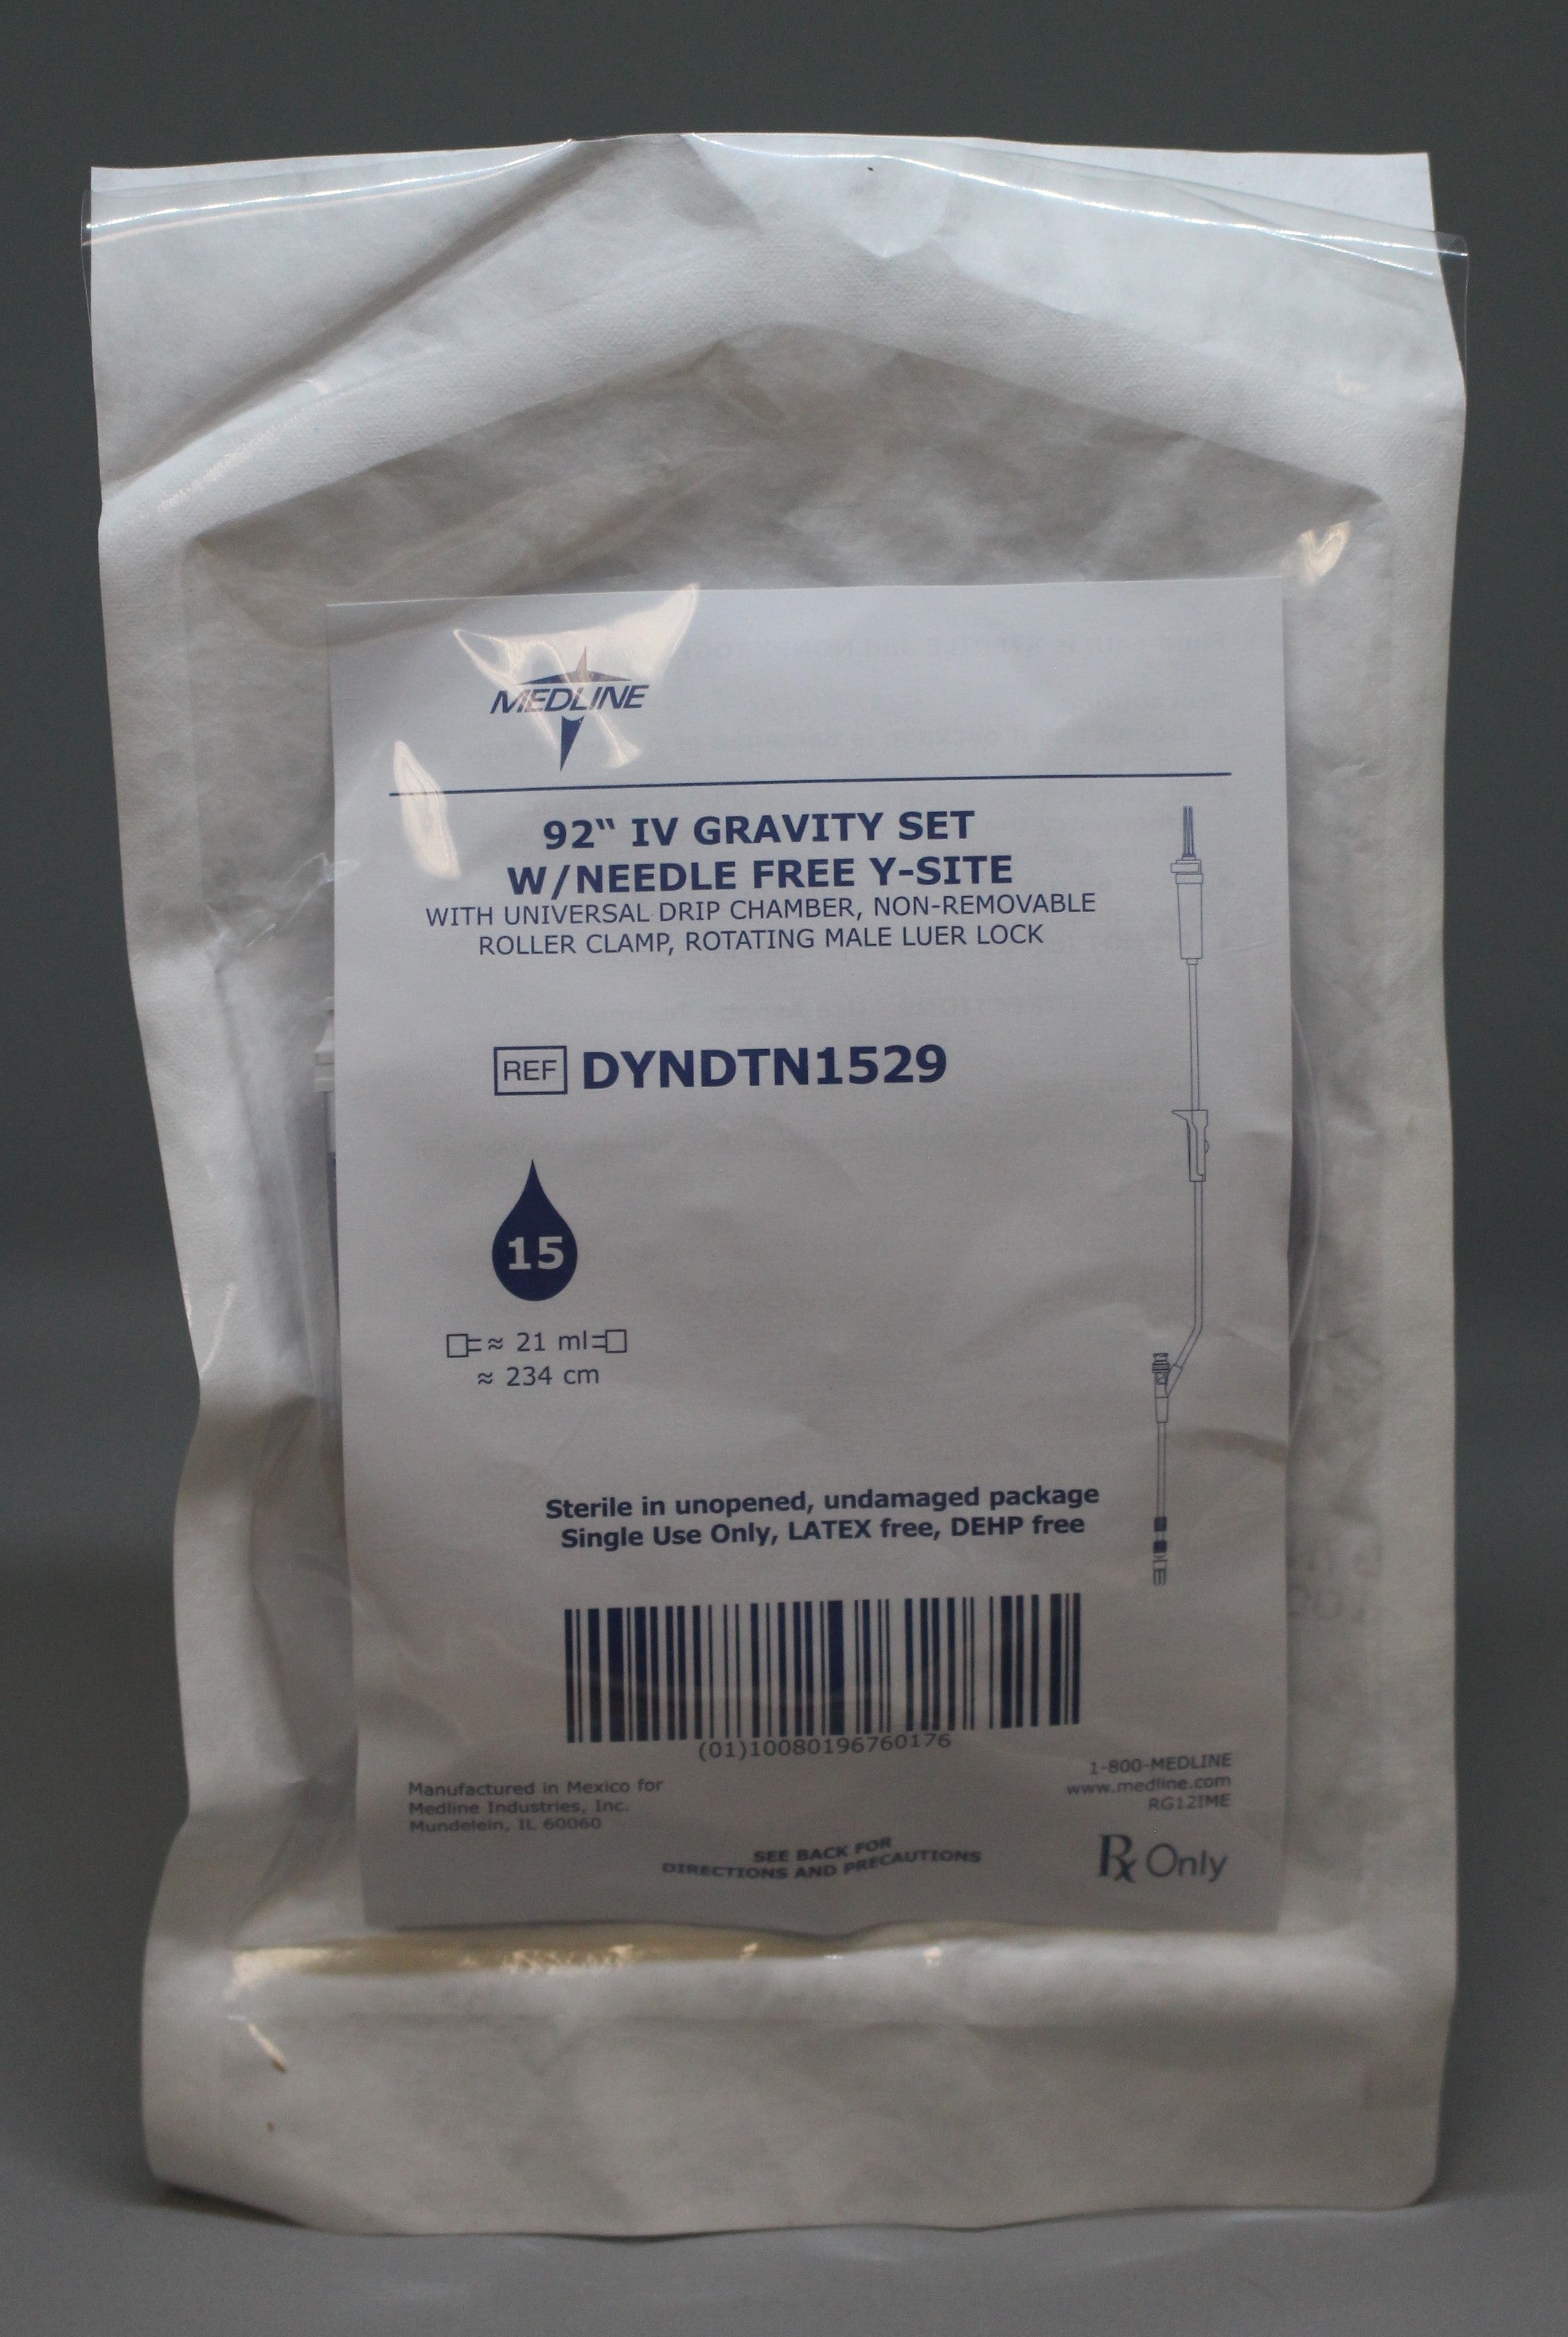 MEDLINE
92“ IV GRAVITY SET
W/NEEDLE FREE Y-SITE
WITH UNIVERSAL DRIP CHAMBER, NON-REMOVABLE
ROLLER CLAMP, ROTATING MALE LUER LOCK
REF DYNDTN1529
15
≈ 21 ml
≈ 234 cm
Sterile in unopened, undamaged package
Single Use Only, LATEX free, DEHP free
(01)10080196760176
Manufactured in Mexico for
Medline Industries, Inc.
Mundelein, IL 60060
1-800-MEDLINE
www.medline.com
RG12IME
SEE BACK FOR
DIRECTIONS AND PRECAUTIONS
Rx Only